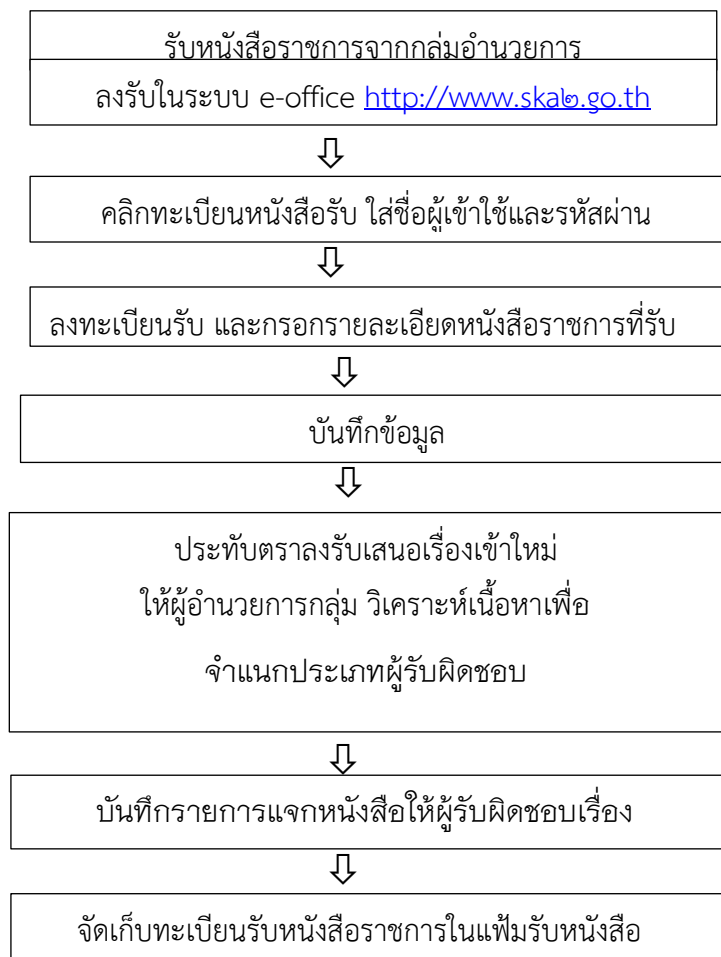 รับหนังสือราชการจากกลุ่มอำนวยการ
ลงรับในระบบ e-office http://www.ska๒.go.th
คลิกทะเบียนหนังสือรับ ใส่ชื่อผู้เข้าใช้และรหัสผ่าน
ลงทะเบียนรับ และกรอกรายละเอียดหนังสือราชการที่รับ
บันทึกข้อมูล
ประทับตราลงรับเสนอเรื่องเข้าใหม่
ให้ผู้อำนวยการกลุ่ม วิเคราะห์เนื้อหาเพื่อ
จำแนกประเภทผู้รับผิดชอบ
บันทึกรายการแจกหนังสือให้ผู้รับผิดชอบเรื่อง
จัดเก็บทะเบียนรับหนังสือราชการในแฟ้มรับหนังสือ